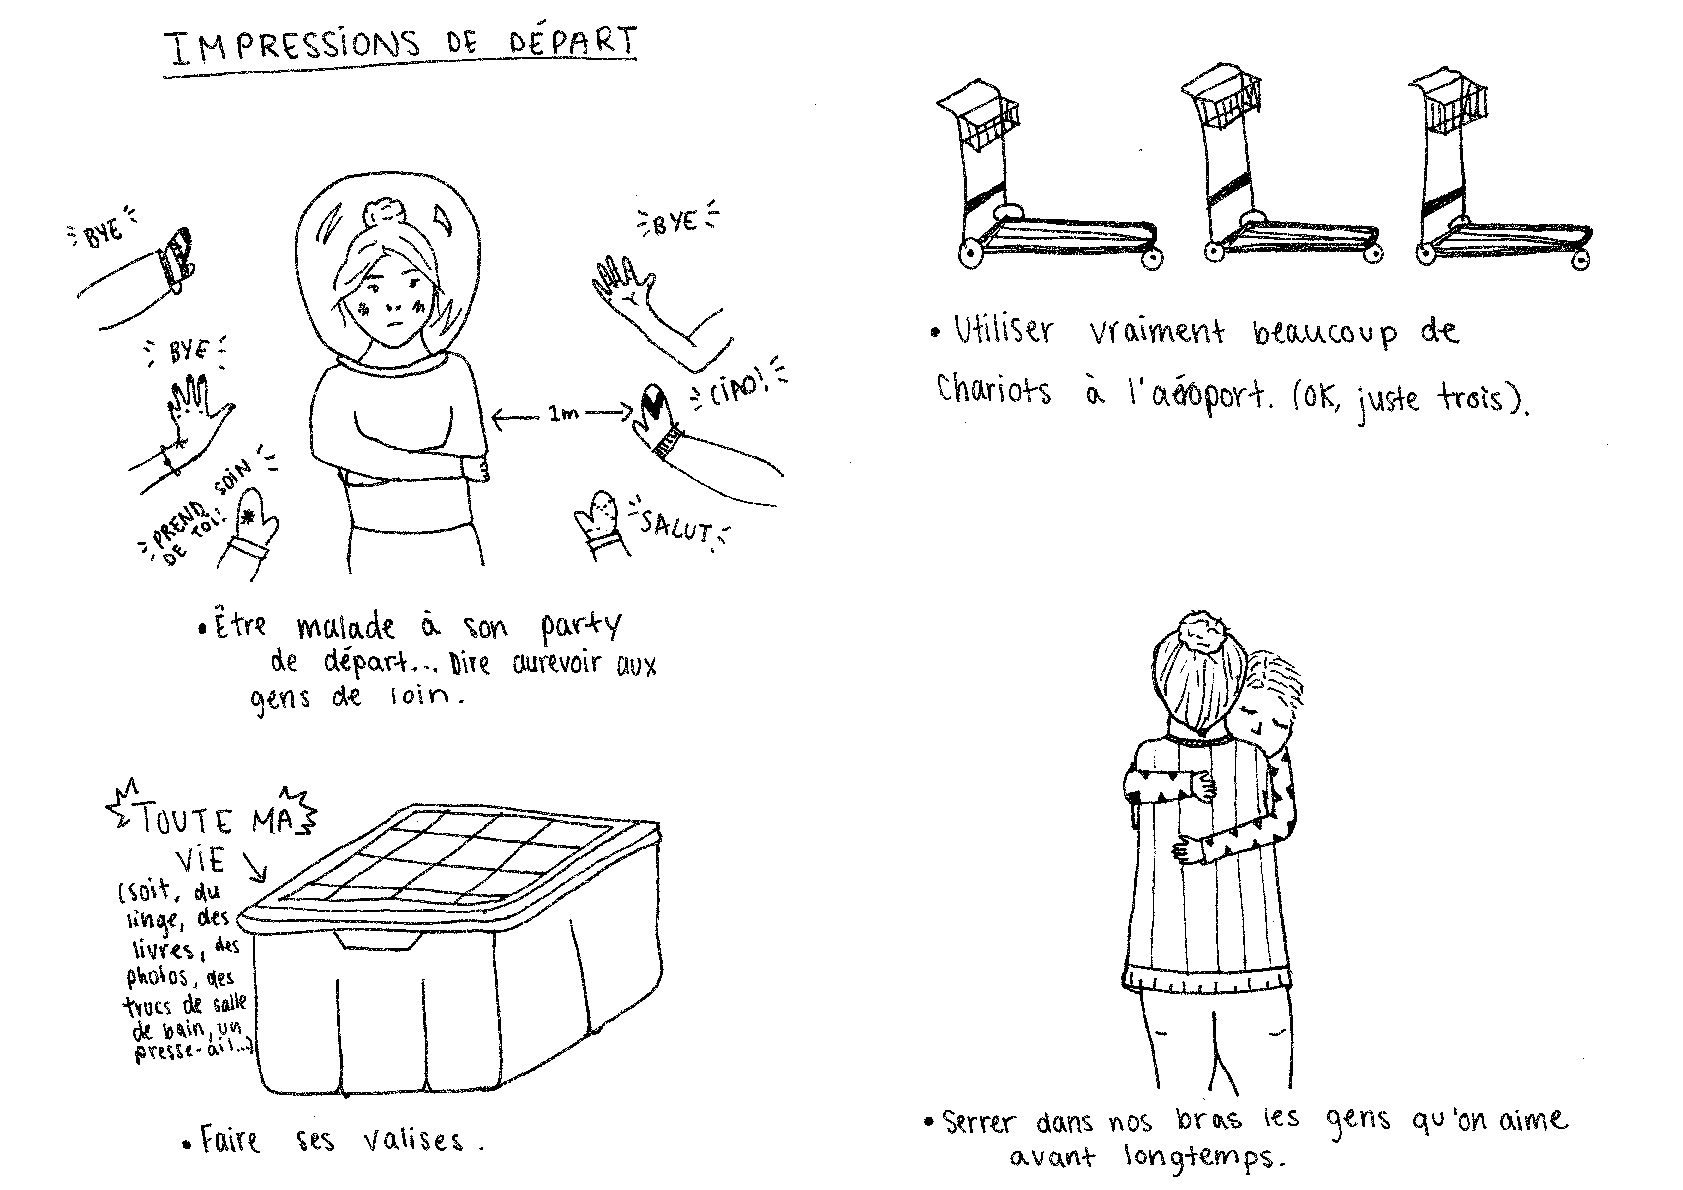 IMPRESSIONS DE DÉPART
BYE
BYE
PREND SOIN
DE TOI!
BYE
1m
CIAO!
SALUT
• Être malade à son party
de départ... Dire aurevoir aux
gens de loin.
TOUTE MA
VIE
(soit, du
linge, des
livres, des
photos, des
trucs de salle
de bain, un
presse-ail...)
• Faire ses valises.
• Utiliser vraiment beaucoup de
chariots à l'aéroport. (OK, juste trois).
• Serrer dans nos bras les gens qu'on aime
avant longtemps.